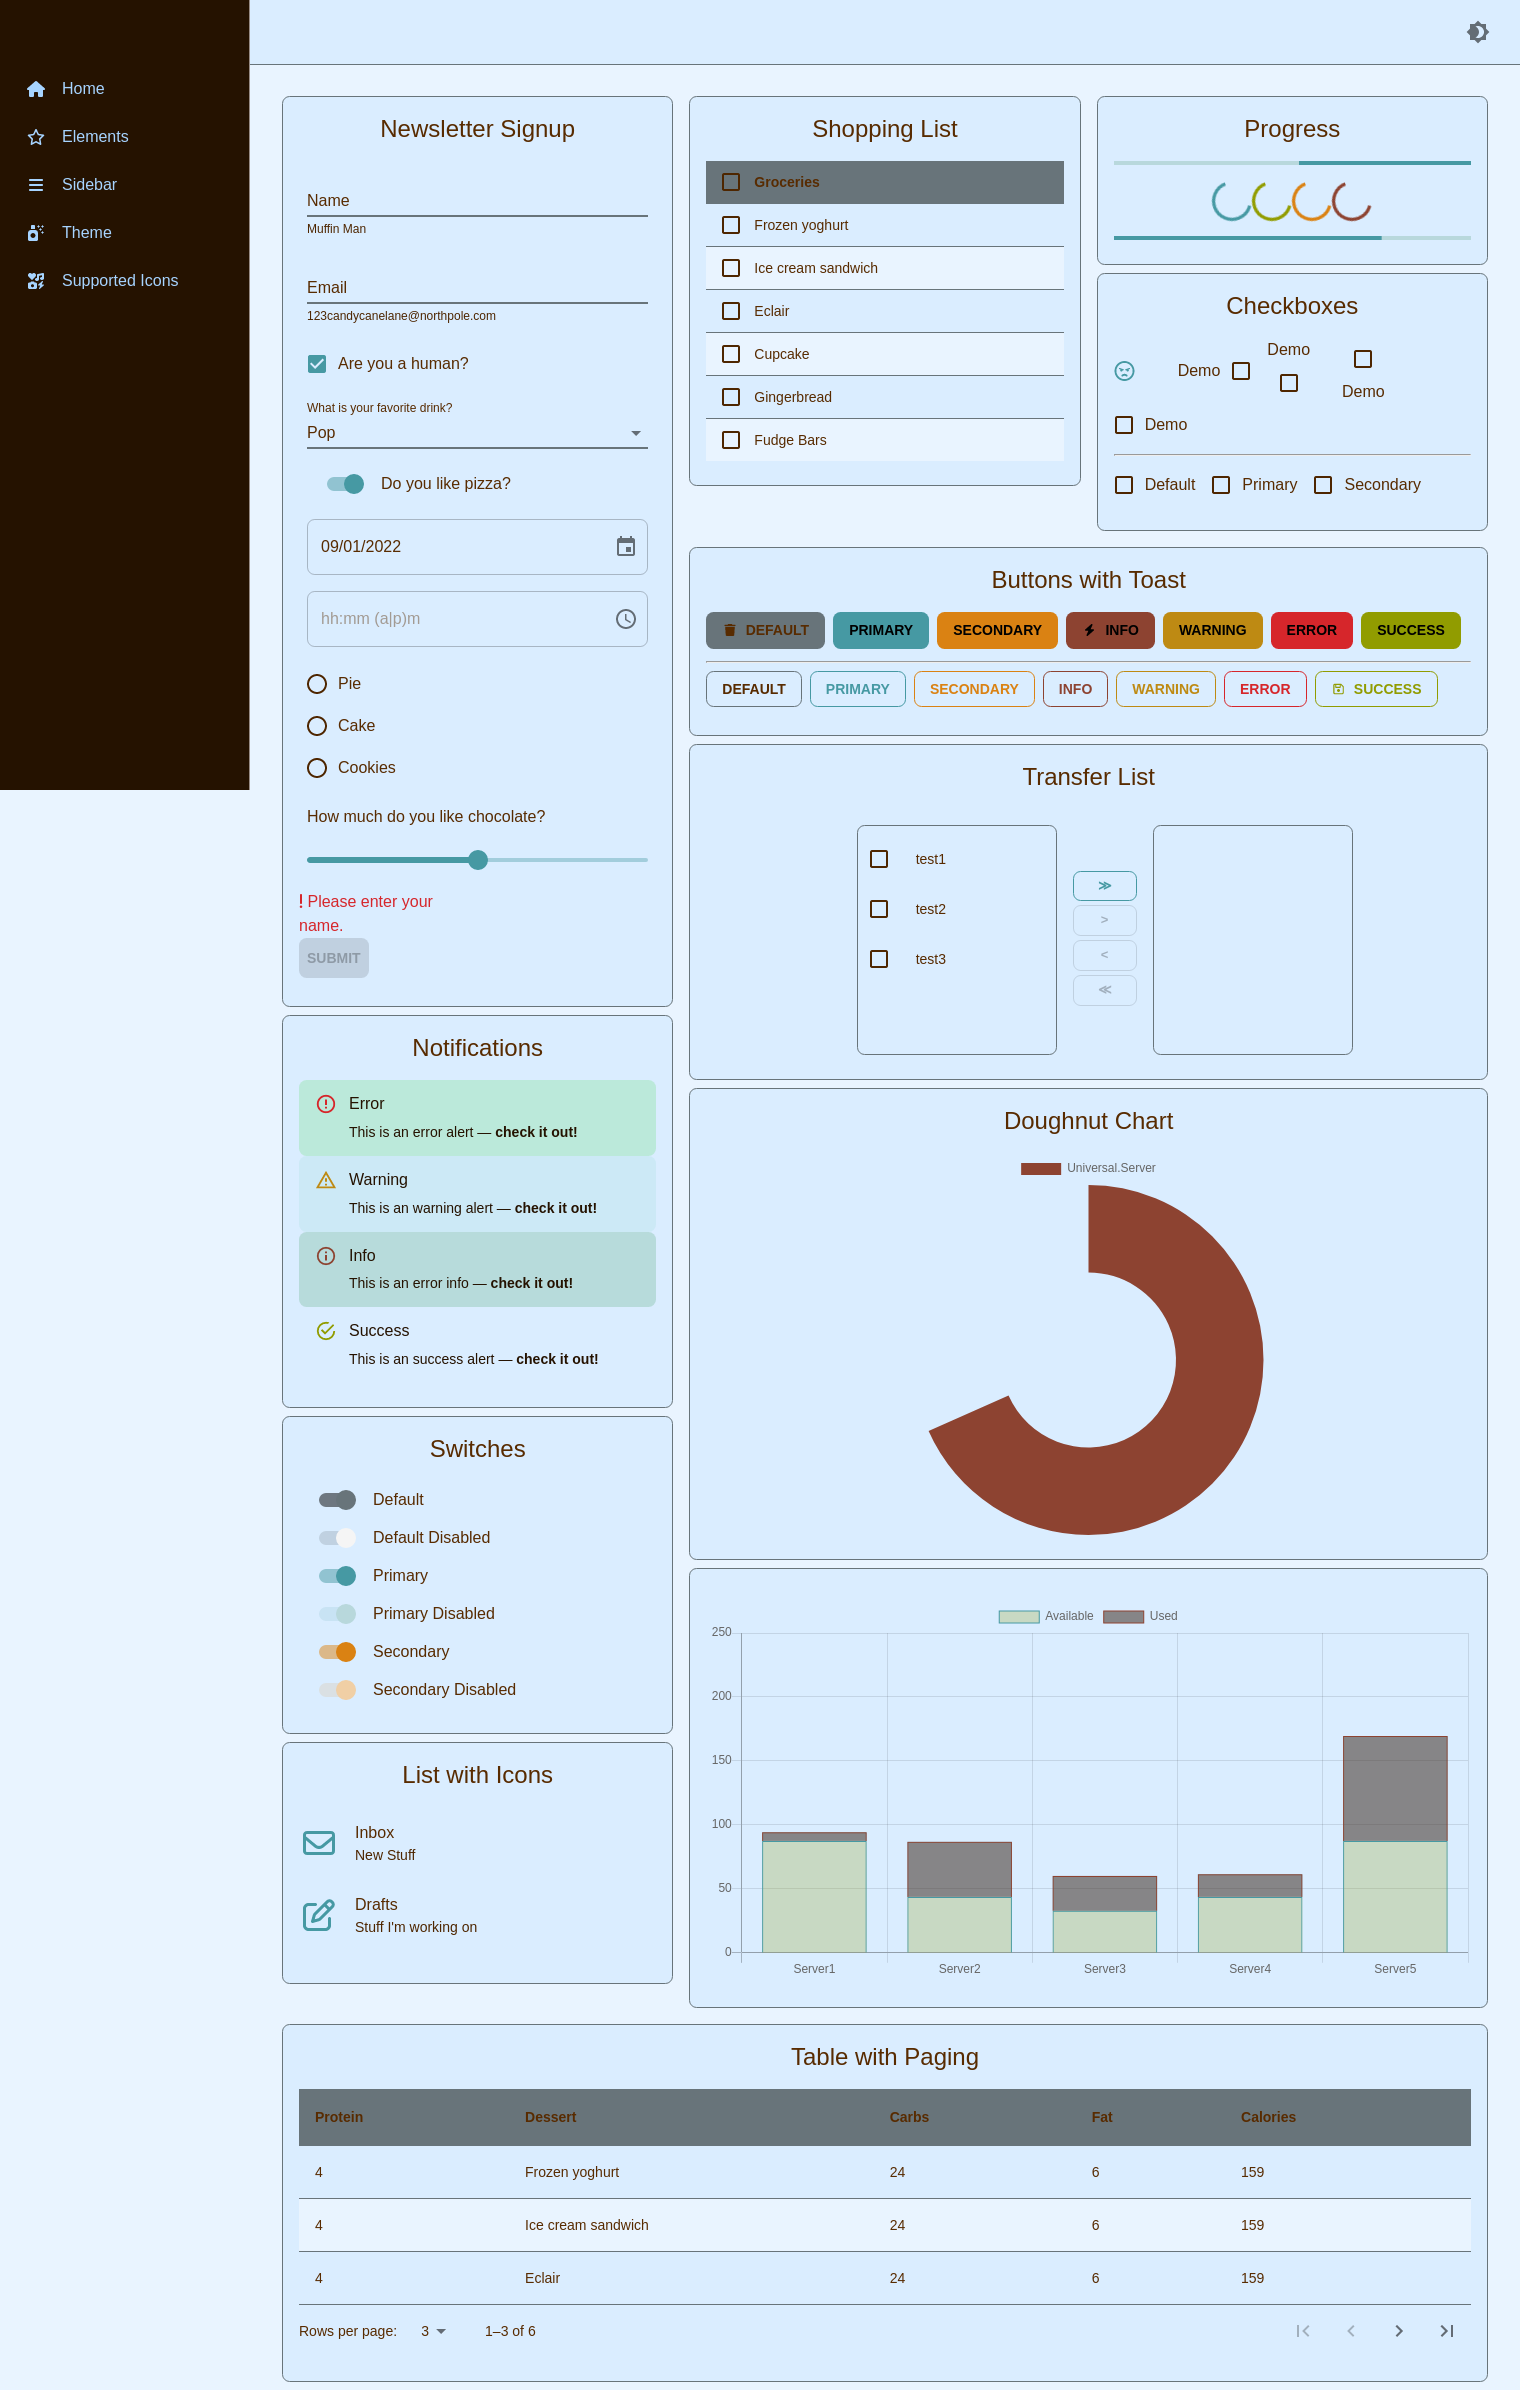 Home
Elements
Sidebar
Theme
Supported Icons
Newsletter Signup
Name
Muffin Man
Email
123candycanelane@northpole.com
Are you a human?
What is your favorite drink?
Pop
Do you like pizza?
09/01/2022
hh:mm (a|p)m
Pie
Cake
Cookies
How much do you like chocolate?
! Please enter your
name.
SUBMIT
Notifications
Error
This is an error alert — check it out!
Warning
This is an warning alert — check it out!
Info
This is an error info — check it out!
Success
This is an success alert — check it out!
Switches
Default
Default Disabled
Primary
Primary Disabled
Secondary
Secondary Disabled
List with Icons
Inbox
New Stuff
Drafts
Stuff I'm working on
Shopping List
Groceries
Frozen yoghurt
Ice cream sandwich
Eclair
Cupcake
Gingerbread
Fudge Bars
Progress
Checkboxes
Demo
Demo
Demo
Demo
Default Primary Secondary
Buttons with Toast
DEFAULT PRIMARY SECONDARY INFO WARNING ERROR SUCCESS
DEFAULT PRIMARY SECONDARY INFO WARNING ERROR SUCCESS
Transfer List
test1
test2
test3
≫
>
<
≪
Doughnut Chart
Universal.Server
Available Used
250
200
150
100
50
0
Server1 Server2 Server3 Server4 Server5
Table with Paging
Protein Dessert Carbs Fat Calories
4 Frozen yoghurt 24 6 159
4 Ice cream sandwich 24 6 159
4 Eclair 24 6 159
Rows per page: 3 1–3 of 6